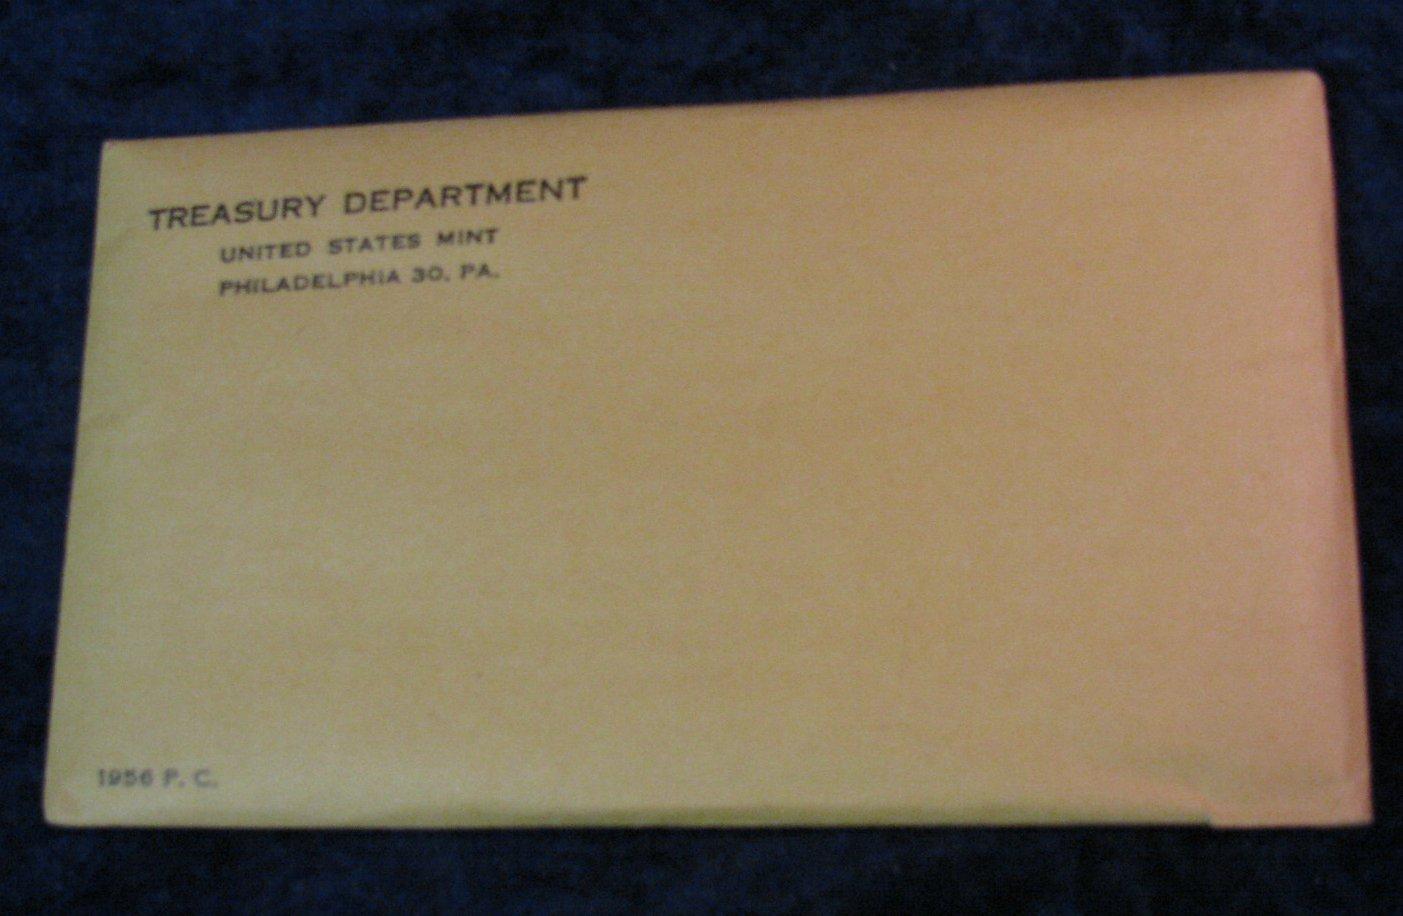 TREASURY DEPARTMENT
UNITED STATES MINT
PHILADELPHIA 30, PA.
1956 P. C.